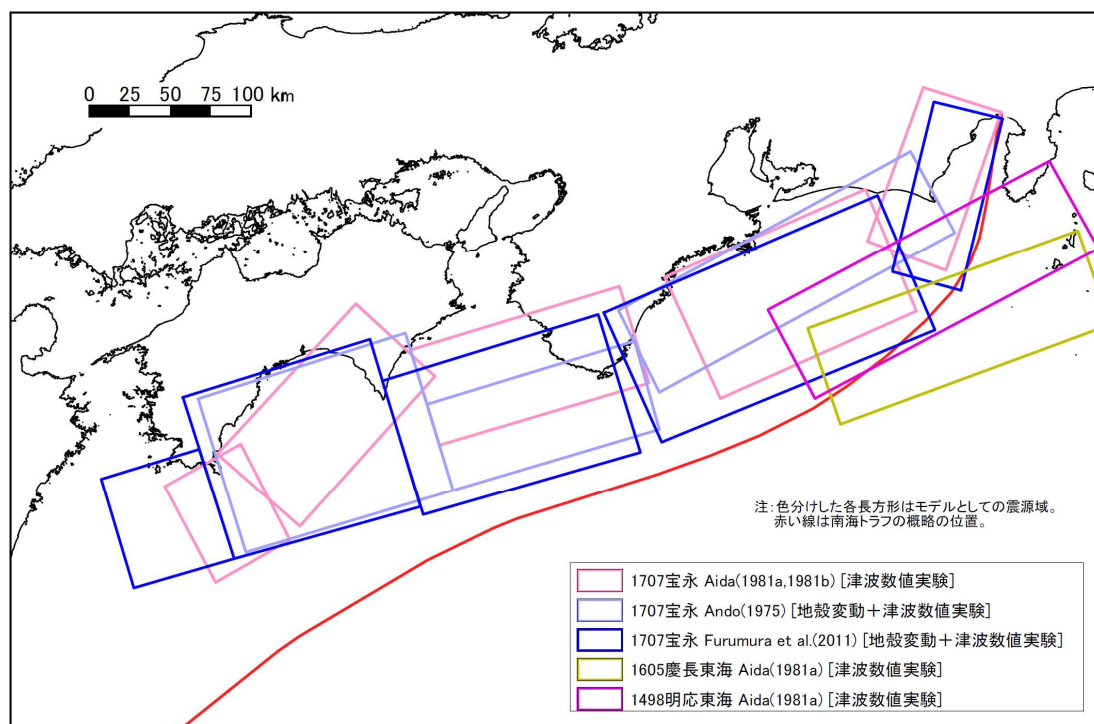 0 25 50 75 100 km
注：色分けした各長方形はモデルとしての震源域。
赤い線は南海トラフの概略の位置。
1707宝永 Aida(1981a,1981b) [津波数値実験]
1707宝永 Ando(1975) [地殻変動＋津波数値実験]
1707宝永 Furumura et al.(2011) [地殻変動＋津波数値実験]
1605慶長東海 Aida(1981a) [津波数値実験]
1498明応東海 Aida(1981a) [津波数値実験]